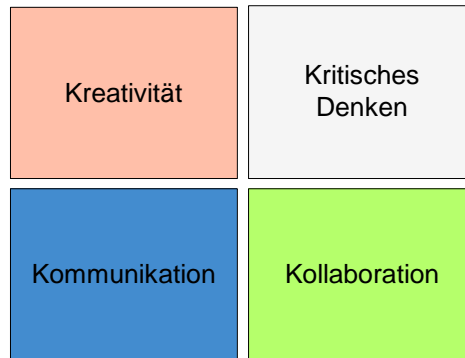 Kreativität
Kritisches
Denken
Kommunikation
Kollaboration